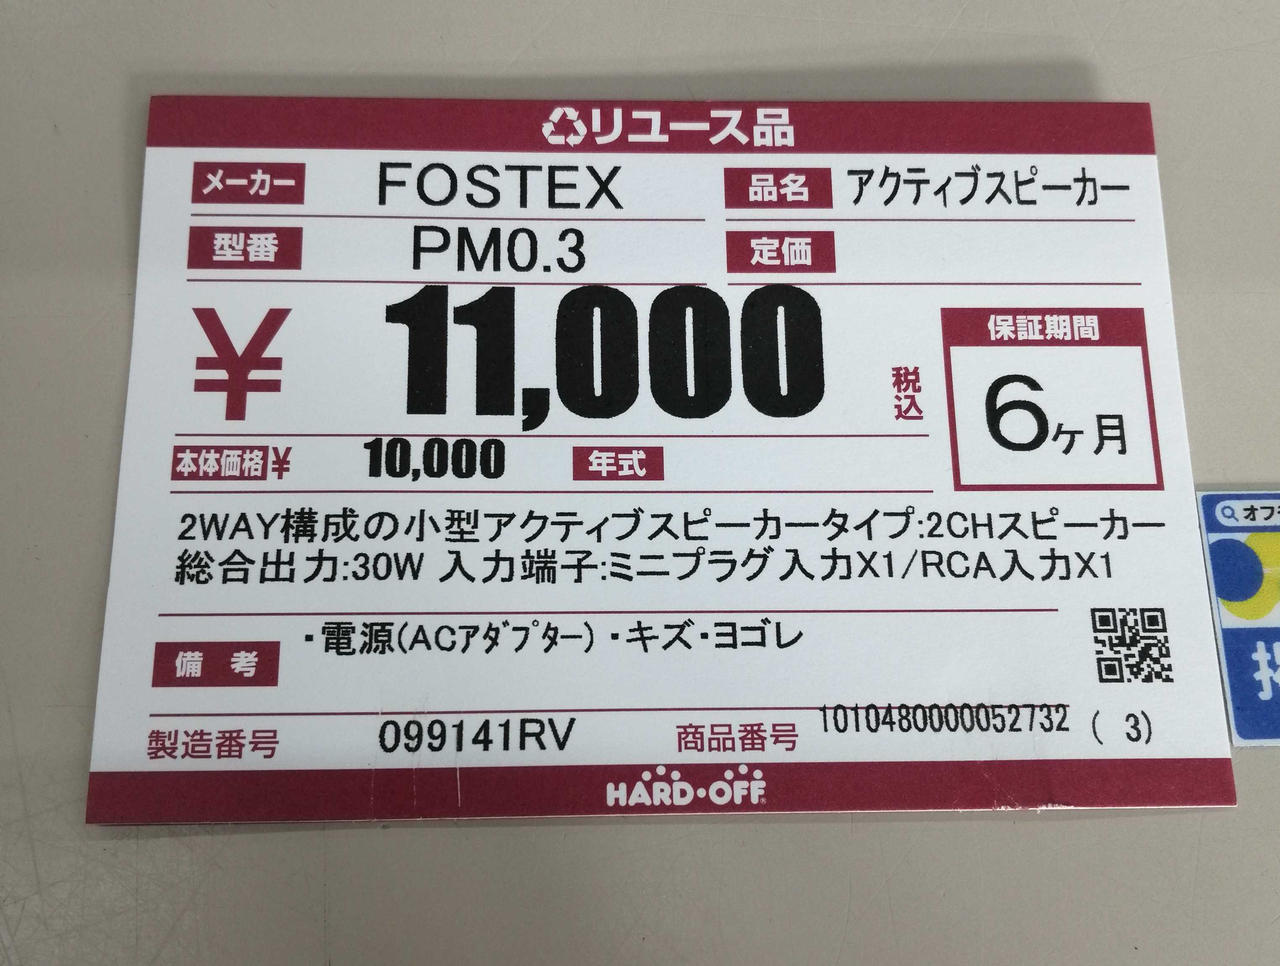 リユース品
メーカー FOSTEX 品名 アクティブスピーカー
型番 PM0.3 定価
¥ 11,000 税込
保証期間
6ヶ月
本体価格¥ 10,000 年式
2WAY構成の小型アクティブスピーカータイプ:2CHスピーカー
総合出力:30W 入力端子:ミニプラグ入力X1/RCA入力X1
備考 ・電源(ACアダプター)・キズ・ヨゴレ
製造番号 099141RV 商品番号 1010480000052732 ( 3)
HARD・OFF
オフ